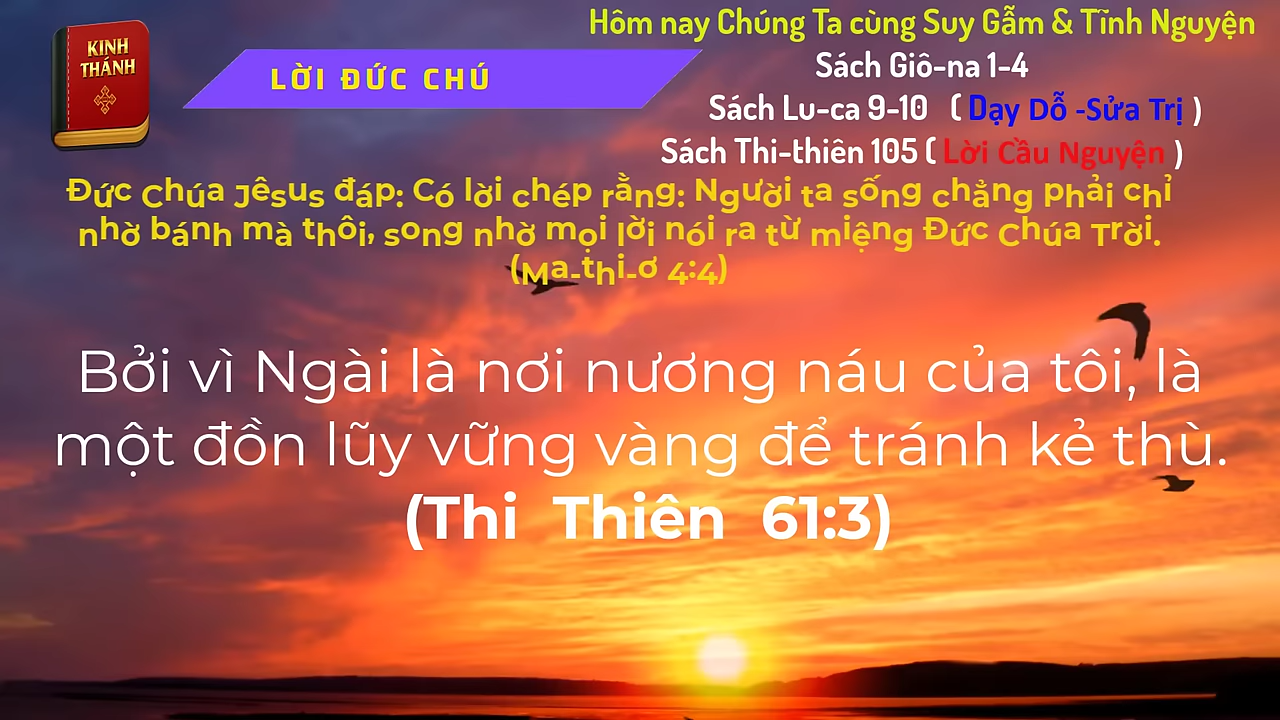 KINH
THÁNH
LỜI ĐỨC CHÚ
Hôm nay Chúng Ta cùng Suy Gẫm & Tĩnh Nguyện
Sách Giô-na 1-4
Sách Lu-ca 9-10 ( Dạy Dỗ -Sửa Trị )
Sách Thi-thiên 105 ( Lời Cầu Nguyện )
Đức Chúa Jêsus đáp: Có lời chép rằng: Người ta sống chẳng phải chỉ
nhờ bánh mà thôi, song nhờ mọi lời nói ra từ miệng Đức Chúa Trời.
(Ma-thi-ơ 4:4)
Bởi vì Ngài là nơi nương náu của tôi, là
một đồn lũy vững vàng để tránh kẻ thù.
(Thi Thiên 61:3)